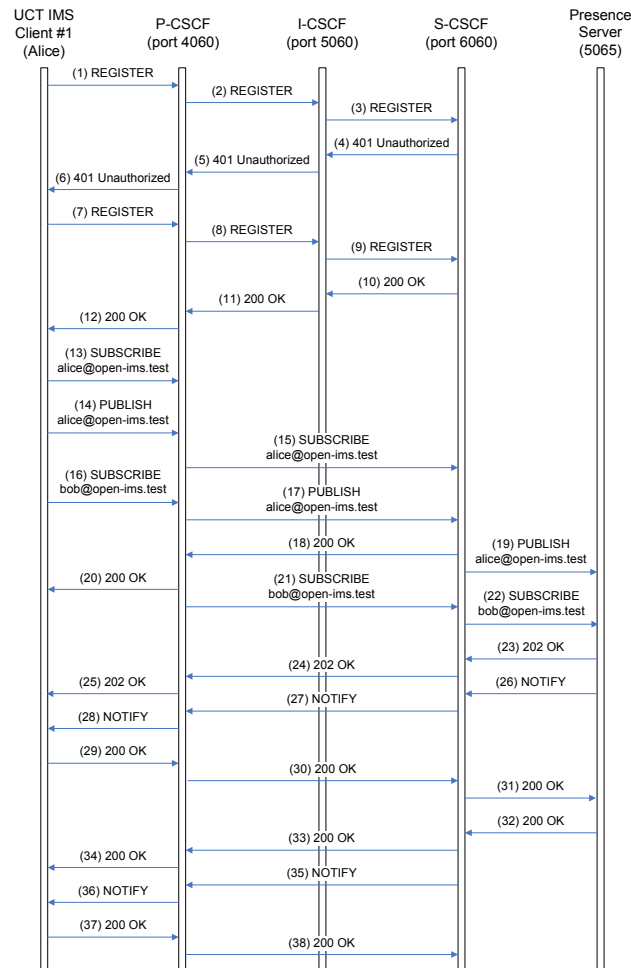 UCT IMS
Client #1
(Alice)
P-CSCF
(port 4060)
I-CSCF
(port 5060)
S-CSCF
(port 6060)
Presence
Server
(5065)
(1) REGISTER
(2) REGISTER
(3) REGISTER
(4) 401 Unauthorized
(5) 401 Unauthorized
(6) 401 Unauthorized
(7) REGISTER
(8) REGISTER
(9) REGISTER
(10) 200 OK
(11) 200 OK
(12) 200 OK
(13) SUBSCRIBE
alice@open-ims.test
(14) PUBLISH
alice@open-ims.test
(15) SUBSCRIBE
alice@open-ims.test
(16) SUBSCRIBE
bob@open-ims.test
(17) PUBLISH
alice@open-ims.test
(18) 200 OK
(19) PUBLISH
alice@open-ims.test
(20) 200 OK
(21) SUBSCRIBE
bob@open-ims.test
(22) SUBSCRIBE
bob@open-ims.test
(23) 202 OK
(24) 202 OK
(25) 202 OK
(26) NOTIFY
(27) NOTIFY
(28) NOTIFY
(29) 200 OK
(30) 200 OK
(31) 200 OK
(32) 200 OK
(33) 200 OK
(34) 200 OK
(35) NOTIFY
(36) NOTIFY
(37) 200 OK
(38) 200 OK